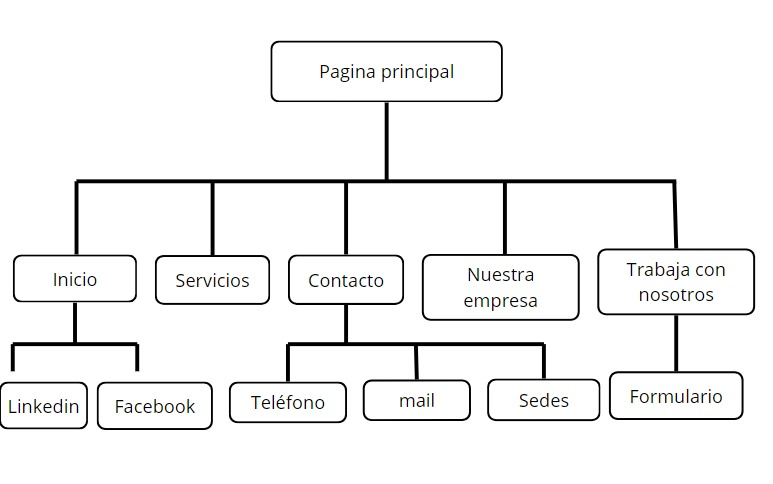 Pagina principal
Inicio
Servicios
Contacto
Nuestra
empresa
Trabaja con
nosotros
Linkedin
Facebook
Teléfono
mail
Sedes
Formulario